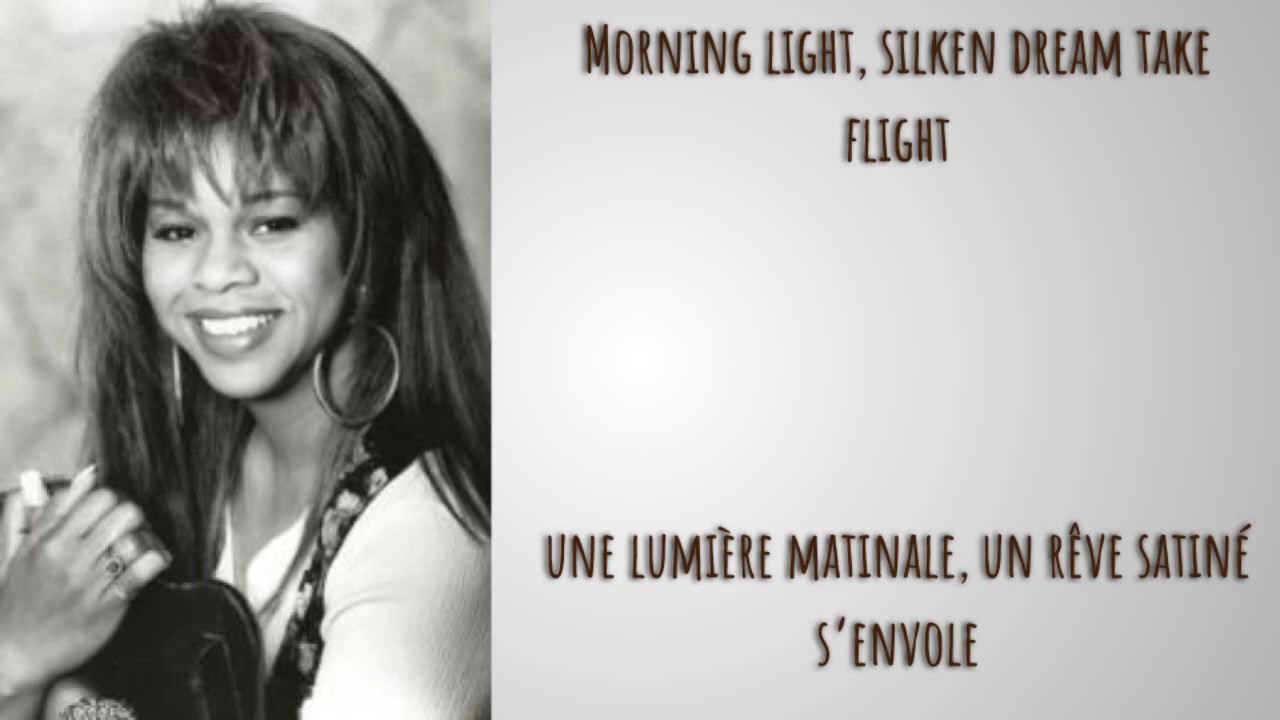 Morning light, silken dream take
flight
une lumière matinale, un rêve satiné
s'envole